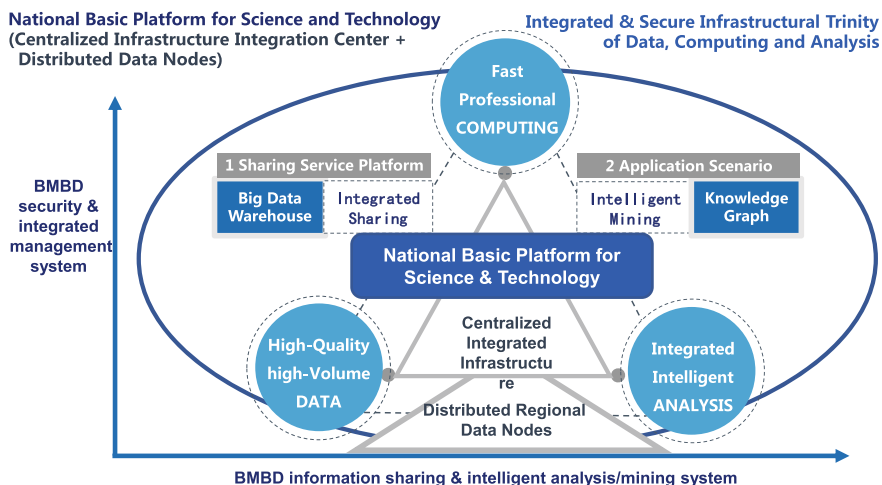 National Basic Platform for Science and Technology
(Centralized Infrastructure Integration Center +
Distributed Data Nodes)
Integrated & Secure Infrastructural Trinity
of Data, Computing and Analysis
Fast
Professional
COMPUTING
1 Sharing Service Platform
Big Data
Warehouse
Integrated
Sharing
2 Application Scenario
Intelligent
Mining
Knowledge
Graph
BMBD
security &
integrated
management
system
National Basic Platform for
Science & Technology
High-Quality
high-Volume
DATA
Centralized
Integrated
Infrastructu
re
Integrated
Intelligent
ANALYSIS
Distributed Regional
Data Nodes
BMBD information sharing & intelligent analysis/mining system